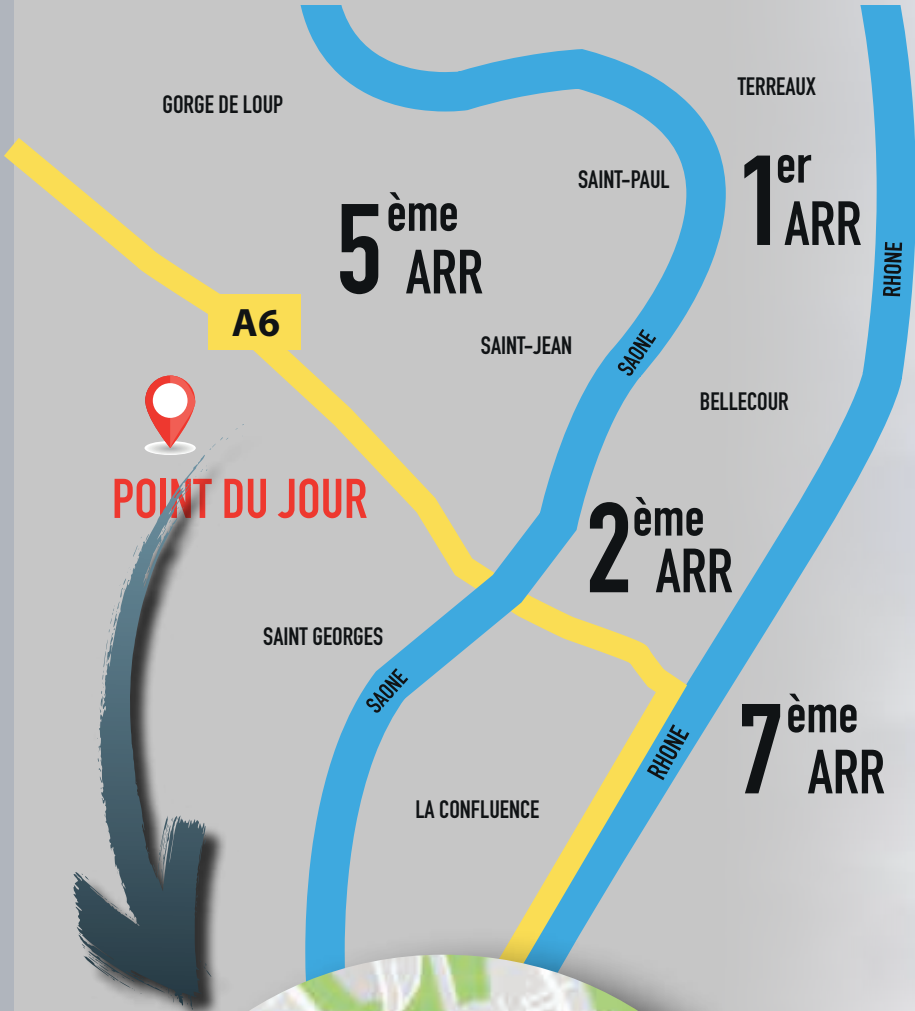 TERREAUX
GORGE DE LOUP
SAINT-PAUL
1er
ARR
5ème
ARR
RHONE
A6
SAINT-JEAN
SAONE
BELLECOUR
POINT DU JOUR
2ème
ARR
SAINT GEORGES
SAONE
7ème
ARR
RHONE
LA CONFLUENCE